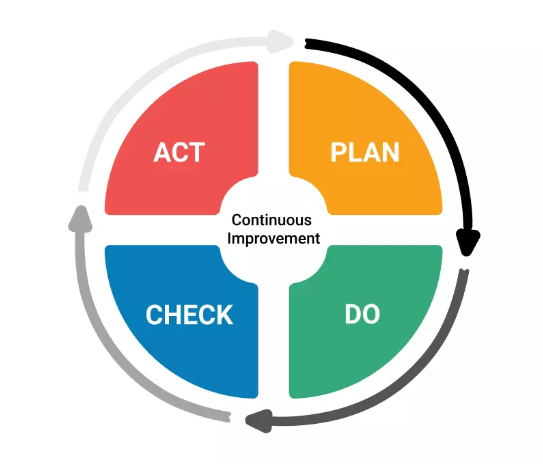 ACT
PLAN
Continuous
Improvement
CHECK
DO